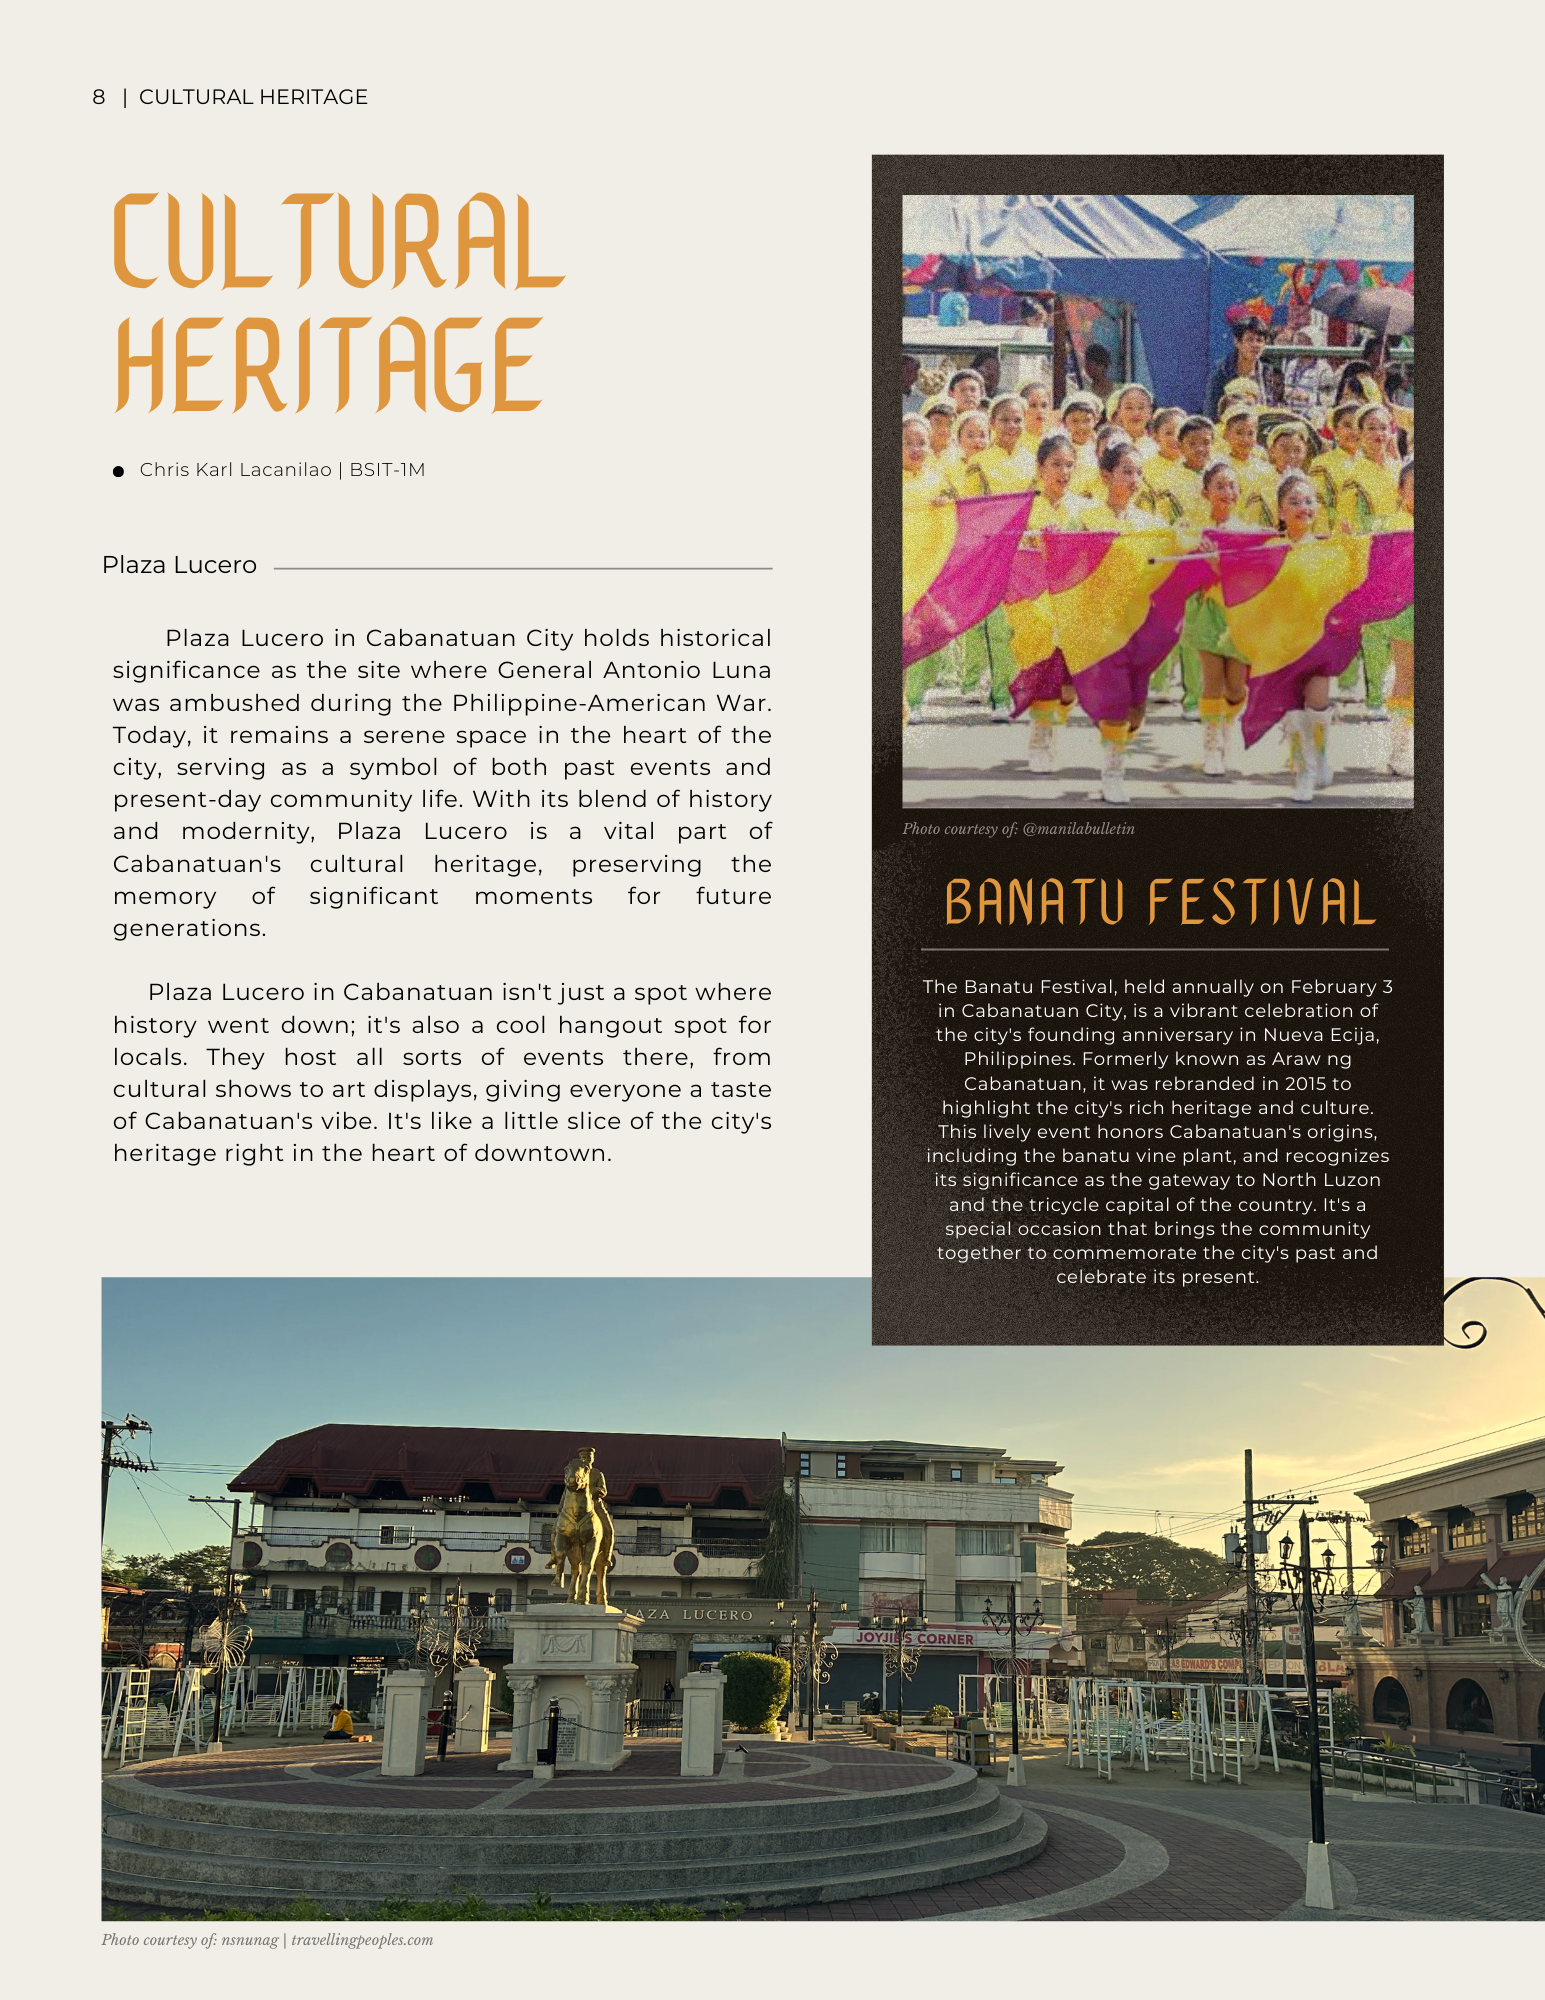 8 | CULTURAL HERITAGE
CULTURAL
HERITAGE
Chris Karl Lacanilao | BSIT-1M
Plaza Lucero
Plaza Lucero in Cabanatuan City holds historical
significance as the site where General Antonio Luna
was ambushed during the Philippine-American War.
Today, it remains a serene space in the heart of the
city, serving as a symbol of both past events and
present-day community life. With its blend of history
and modernity, Plaza Lucero is a vital part of
Cabanatuan's cultural heritage, preserving the
memory of significant moments for future
generations.
Plaza Lucero in Cabanatuan isn't just a spot where
history went down; it's also a cool hangout spot for
locals. They host all sorts of events there, from
cultural shows to art displays, giving everyone a taste
of Cabanatuan's vibe. It's like a little slice of the city's
heritage right in the heart of downtown.
Photo courtesy of: @manilabulletin
BANATU FESTIVAL
The Banatu Festival, held annually on February 3
in Cabanatuan City, is a vibrant celebration of
the city's founding anniversary in Nueva Ecija,
Philippines. Formerly known as Araw ng
Cabanatuan, it was rebranded in 2015 to
highlight the city's rich heritage and culture.
This lively event honors Cabanatuan's origins,
including the banatu vine plant, and recognizes
its significance as the gateway to North Luzon
and the tricycle capital of the country. It's a
special occasion that brings the community
together to commemorate the city's past and
celebrate its present.
LAZA LUCERO
JOYJIE'S CORNER
Photo courtesy of: nsnunag | travellingpeoples.com